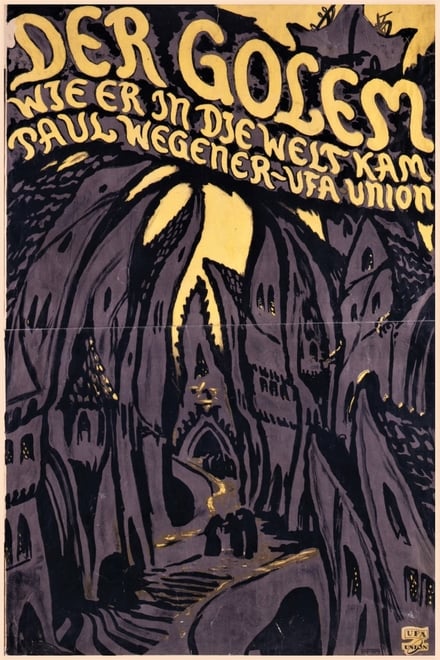 DER GOLEM
WIE ER IN DIE WELT KAM
PAUL WEGENER-UFA UNION
UFA
UNION